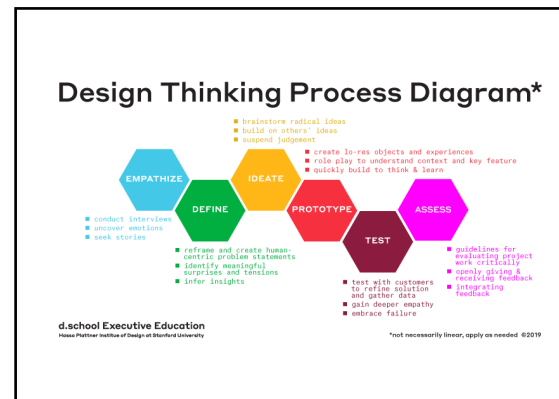 Design Thinking Process Diagram*
brainstorm radical ideas
build on others' ideas
suspend judgement
create lo-res objects and experiences
role play to understand context and key feature
quickly build to think & learn
EMPATHIZE
IDEATE
DEFINE
PROTOTYPE
ASSESS
TEST
conduct interviews
uncover emotions
seek stories
reframe and create human-
centric problem statements
identify meaningful
surprises and tensions
infer insights
guidelines for
evaluating project
work critically
openly giving &
receiving feedback
integrating
feedback
test with customers
to refine solution
and gather data
gain deeper empathy
embrace failure
d.school Executive Education
Hasso Plattner Institue of Design at Stanford University
*not necessarily linear, apply as needed ©2019